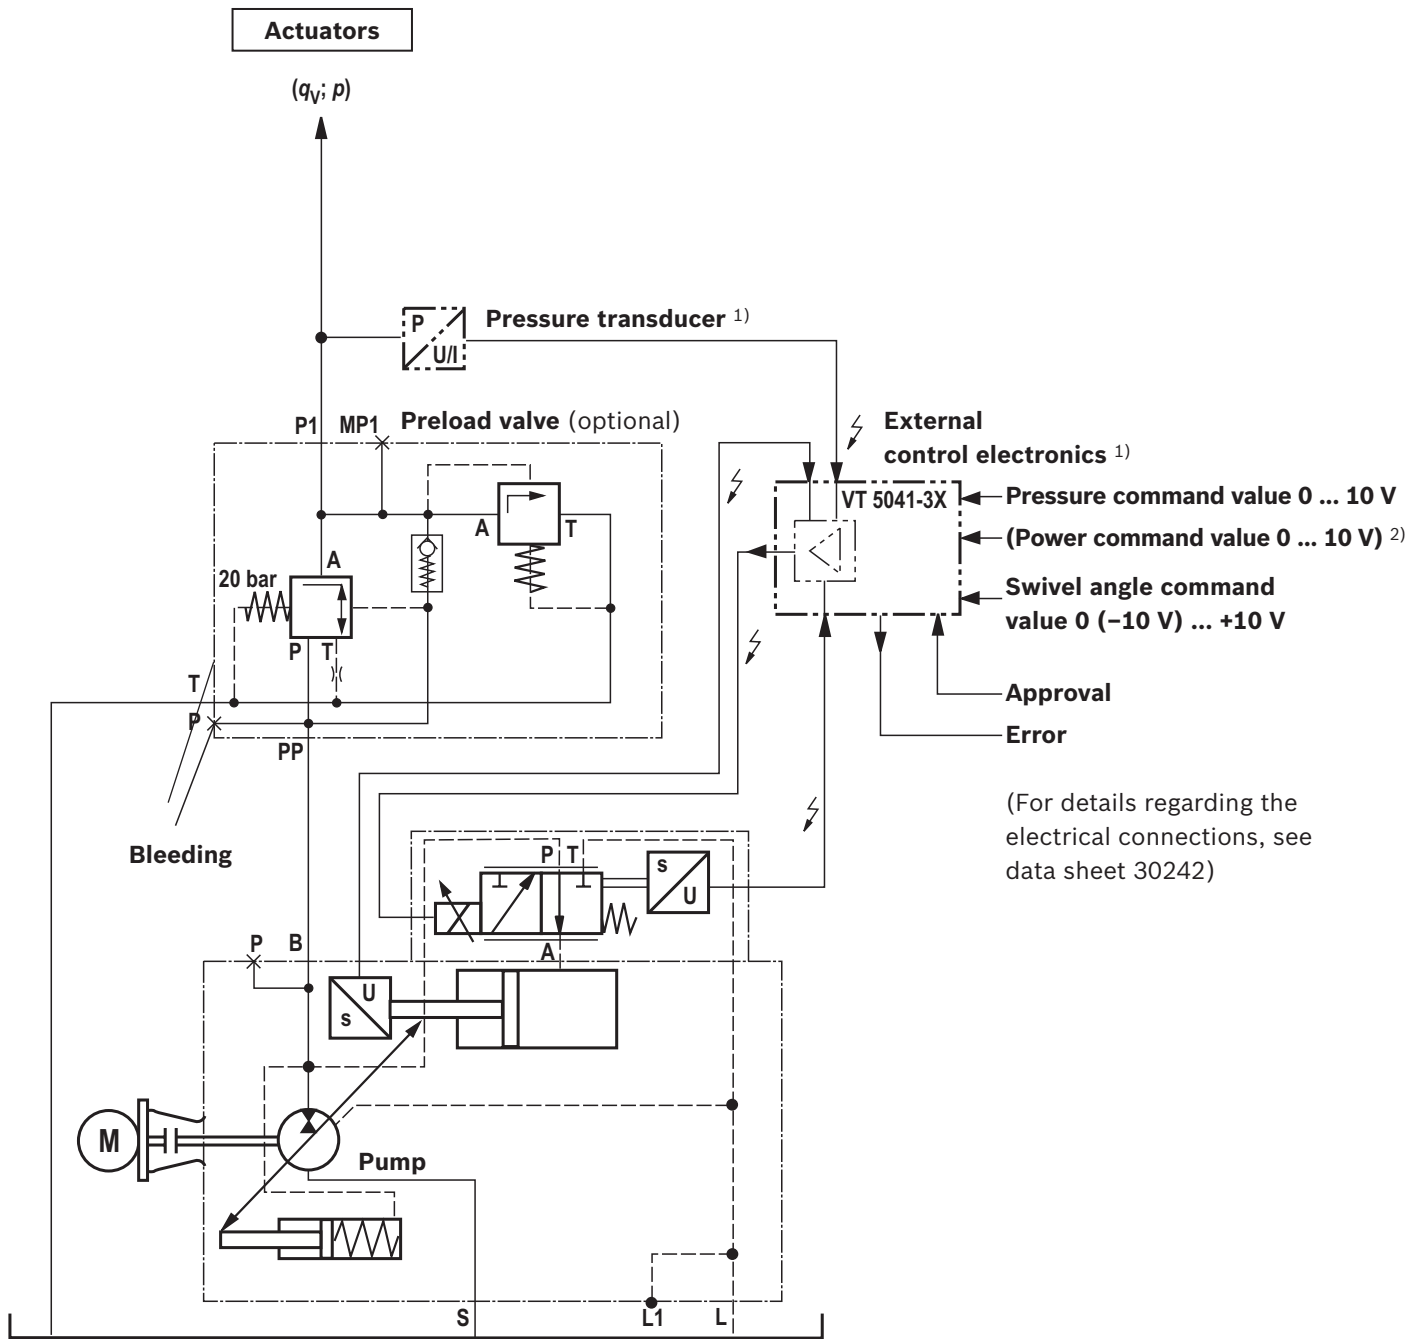 Actuators
(qV; p)
P
U/I
Pressure transducer 1)
P1
MP1
Preload valve (optional)
External
control electronics 1)
VT 5041-3X
Pressure command value 0 ... 10 V
(Power command value 0 ... 10 V) 2)
Swivel angle command
value 0 (−10 V) ... +10 V
Approval
Error
(For details regarding the
electrical connections, see
data sheet 30242)
A
T
A
20 bar
P
T
T
P
PP
Bleeding
P
T
s
U
A
P
B
U
s
M
Pump
S
L1
L